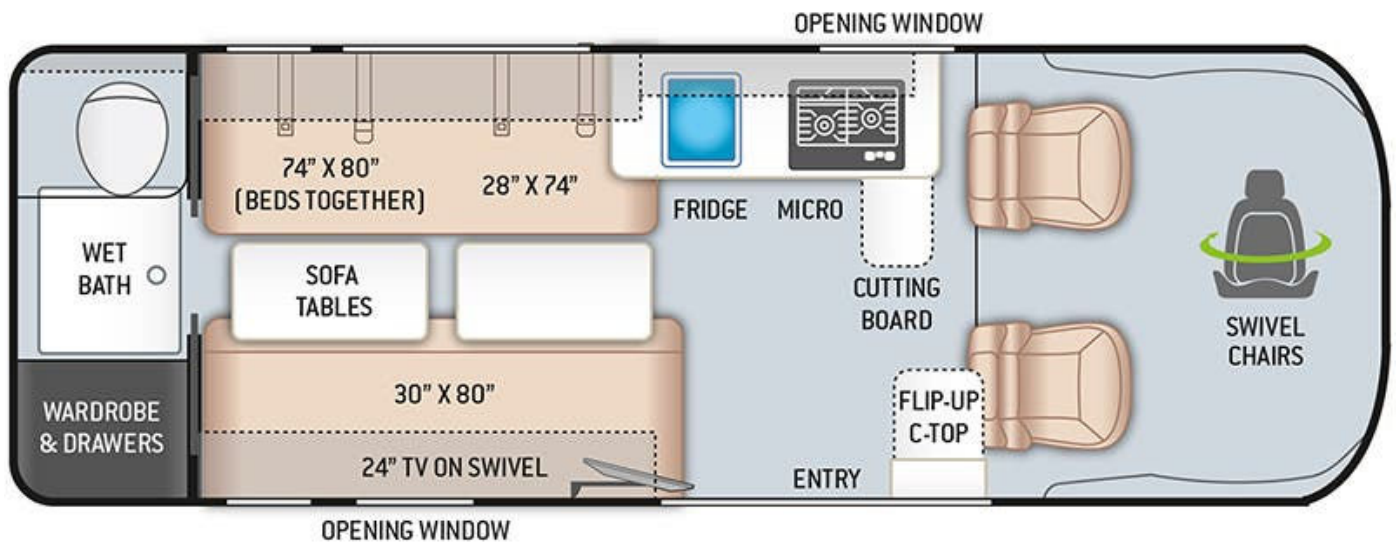 OPENING WINDOW
74" X 80"
(BEDS TOGETHER)
28" X 74"
FRIDGE
MICRO
WET
BATH
SOFA
TABLES
CUTTING
BOARD
SWIVEL
CHAIRS
30" X 80"
FLIP-UP
C-TOP
WARDROBE
& DRAWERS
24" TV ON SWIVEL
ENTRY
OPENING WINDOW